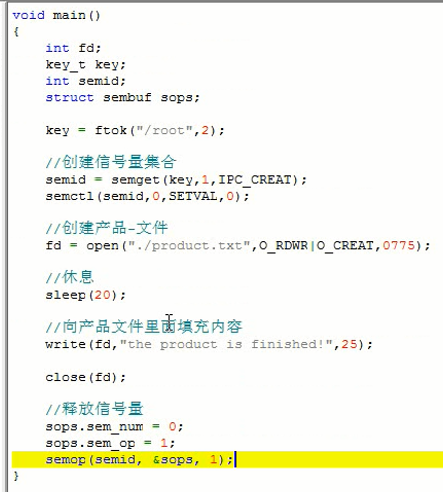 void main()
{
int fd;
key_t key;
int semid;
struct sembuf sops;
key = ftok("/root",2);
//创建信号量集合
semid = semget(key,1,IPC_CREAT);
semctl(semid,0,SETVAL,0);
//创建产品-文件
fd = open("./product.txt",O_RDWR|O_CREAT,0775);
//休息
sleep(20);
//向产品文件里面填充内容
write(fd,"the product is finished!",25);
close(fd);
//释放信号量
sops.sem_num = 0;
sops.sem_op = 1;
semop(semid, &sops, 1);
}